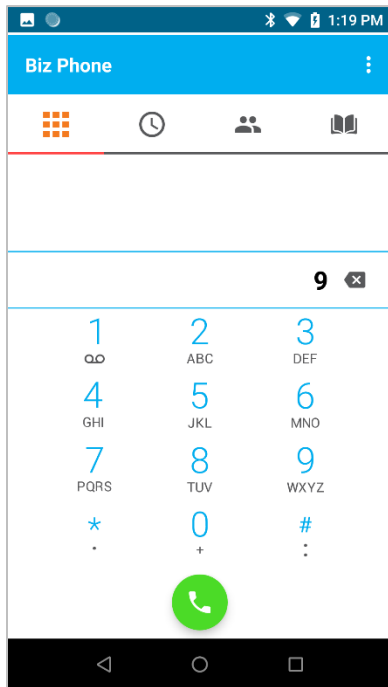 1:19 PM
Biz Phone
9
1 2 3
ABC DEF
4 5 6
GHI JKL MNO
7 8 9
PQRS TUV WXYZ
* 0 #
. + :